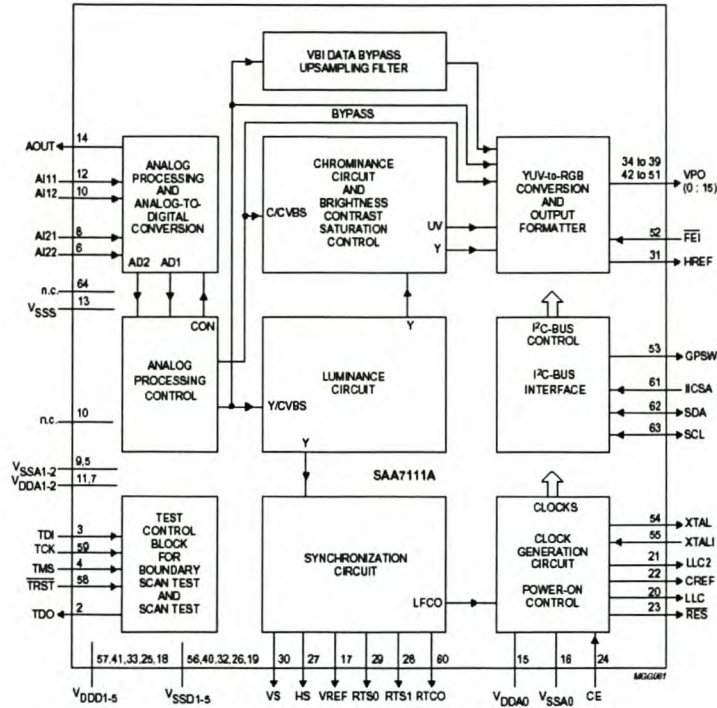 VBI DATA BYPASS
UPSAMPLING FILTER
BYPASS
AOUT 14
AI11 12
AI12 10
AI21 8
AI22 6
ANALOG
PROCESSING
AND
ANALOG-TO-
DIGITAL
CONVERSION
AD2 AD1
CHROMINANCE
CIRCUIT
AND
BRIGHTNESS
CONTRAST
SATURATION
CONTROL
C/CVBS
UV
Y
YUV-to-RGB
CONVERSION
AND
OUTPUT
FORMATTER
34 to 39
42 to 51
VPO
(0 : 15)
52 FEI
31 HREF
n.c. 64
VSSS 13
CON
ANALOG
PROCESSING
CONTROL
n.c. 10
Y
LUMINANCE
CIRCUIT
Y/CVBS
Y
I²C-BUS
CONTROL
I²C-BUS
INTERFACE
53 GPSW
61 IICSA
62 SDA
63 SCL
VSSA1-2 9,5
VDDA1-2 11,7
SAA7111A
TDI 3
TCK 59
TMS 4
TRST 58
TDO 2
TEST
CONTROL
BLOCK
FOR
BOUNDARY
SCAN TEST
AND
SCAN TEST
SYNCHRONIZATION
CIRCUIT
LFCO
CLOCKS
CLOCK
GENERATION
CIRCUIT
POWER-ON
CONTROL
54 XTAL
55 XTALI
21 LLC2
22 CREF
20 LLC
23 RES
57,41,33,25,18 56,40,32,26,19 30 27 17 29 28 60 15 16 24
MGG061
VDDD1-5 VSSD1-5 VS HS VREF RTS0 RTS1 RTCO VDDA0 VSSA0 CE